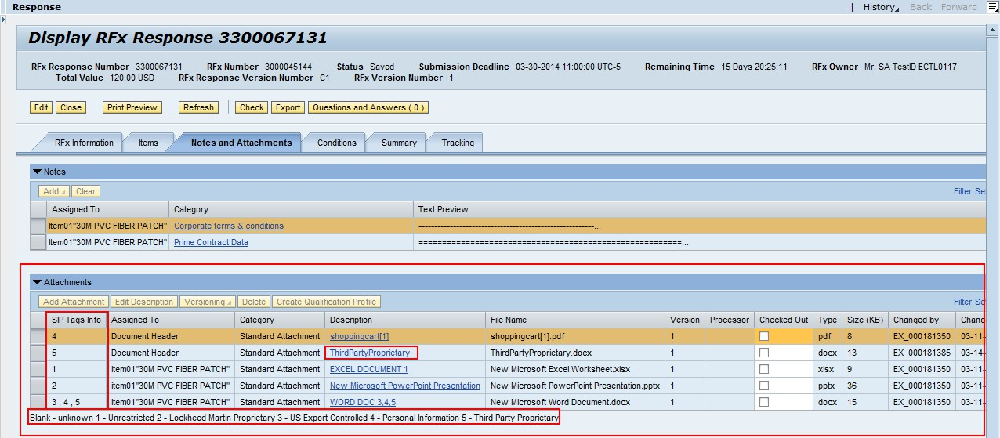 Response | History Back Forward
Display RFx Response 3300067131
RFx Response Number 3300067131 RFx Number 3000045144 Status Saved Submission Deadline 03-30-2014 11:00:00 UTC-5 Remaining Time 15 Days 20:25:11 RFx Owner Mr. SA TestID ECTL0117
Total Value 120.00 USD RFx Response Version Number C1 RFx Version Number 1
Edit Close Print Preview Refresh Check Export Questions and Answers ( 0 )
RFx Information Items Notes and Attachments Conditions Summary Tracking
Notes
Add Clear Filter Se
Assigned To Category Text Preview
Item01"30M PVC FIBER PATCH" Corporate terms & conditions --------------------------------------------------------...
Item01"30M PVC FIBER PATCH" Prime Contract Data ========================================================...
Attachments
Add Attachment Edit Description Versioning Delete Create Qualification Profile Filter Se
SIP Tags Info Assigned To Category Description File Name Version Processor Checked Out Type Size (KB) Changed by Chang
4 Document Header Standard Attachment shoppingcart[1] shoppingcart[1].pdf 1 pdf 8 EX_000181350 03-11-
5 Document Header Standard Attachment ThirdPartyProprietary ThirdPartyProprietary.docx 1 docx 13 EX_000181385 03-14-
1 item01"30M PVC FIBER PATCH" Standard Attachment EXCEL DOCUMENT 1 New Microsoft Excel Worksheet.xlsx 1 xlsx 9 EX_000181350 03-11-
2 item01"30M PVC FIBER PATCH" Standard Attachment New Microsoft PowerPoint Presentation New Microsoft PowerPoint Presentation.pptx 1 pptx 36 EX_000181350 03-11-
3 , 4 , 5 item01"30M PVC FIBER PATCH" Standard Attachment WORD DOC 3,4,5 New Microsoft Word Document.docx 1 docx 15 EX_000181350 03-11-
Blank - unknown 1 - Unrestricted 2 - Lockheed Martin Proprietary 3 - US Export Controlled 4 - Personal Information 5 - Third Party Proprietary